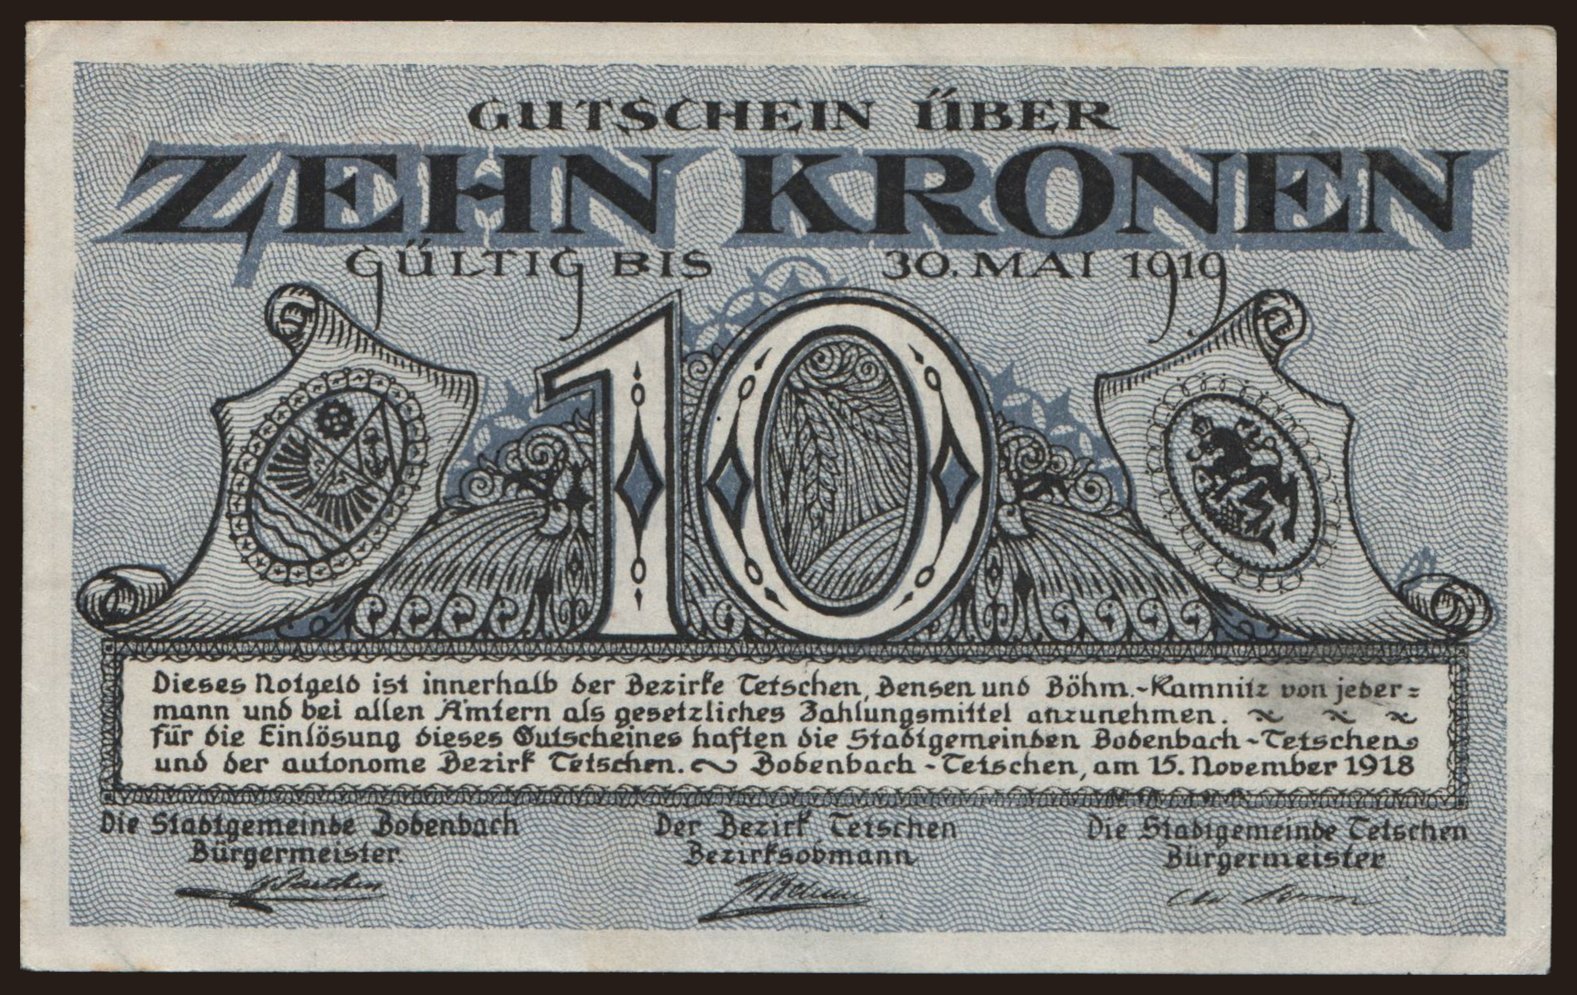 GUTSCHEIN ÜBER
ZEHN KRONEN
GÜLTIG BIS 30. MAI 1919
10
Dieses Notgeld ist innerhalb der Bezirke Tetschen, Bensen und Böhm.-Kamnitz von jeder=
mann und bei allen Ämtern als gesetzliches Zahlungsmittel anzunehmen.
für die Einlösung dieses Gutscheines haften die Stadtgemeinden Bodenbach-Tetschen
und der autonome Bezirk Tetschen. Bodenbach-Tetschen, am 15. November 1918
Die Stadtgemeinde Bodenbach
Bürgermeister
Der Bezirk Tetschen
Bezirksobmann
Die Stadtgemeinde Tetschen
Bürgermeister